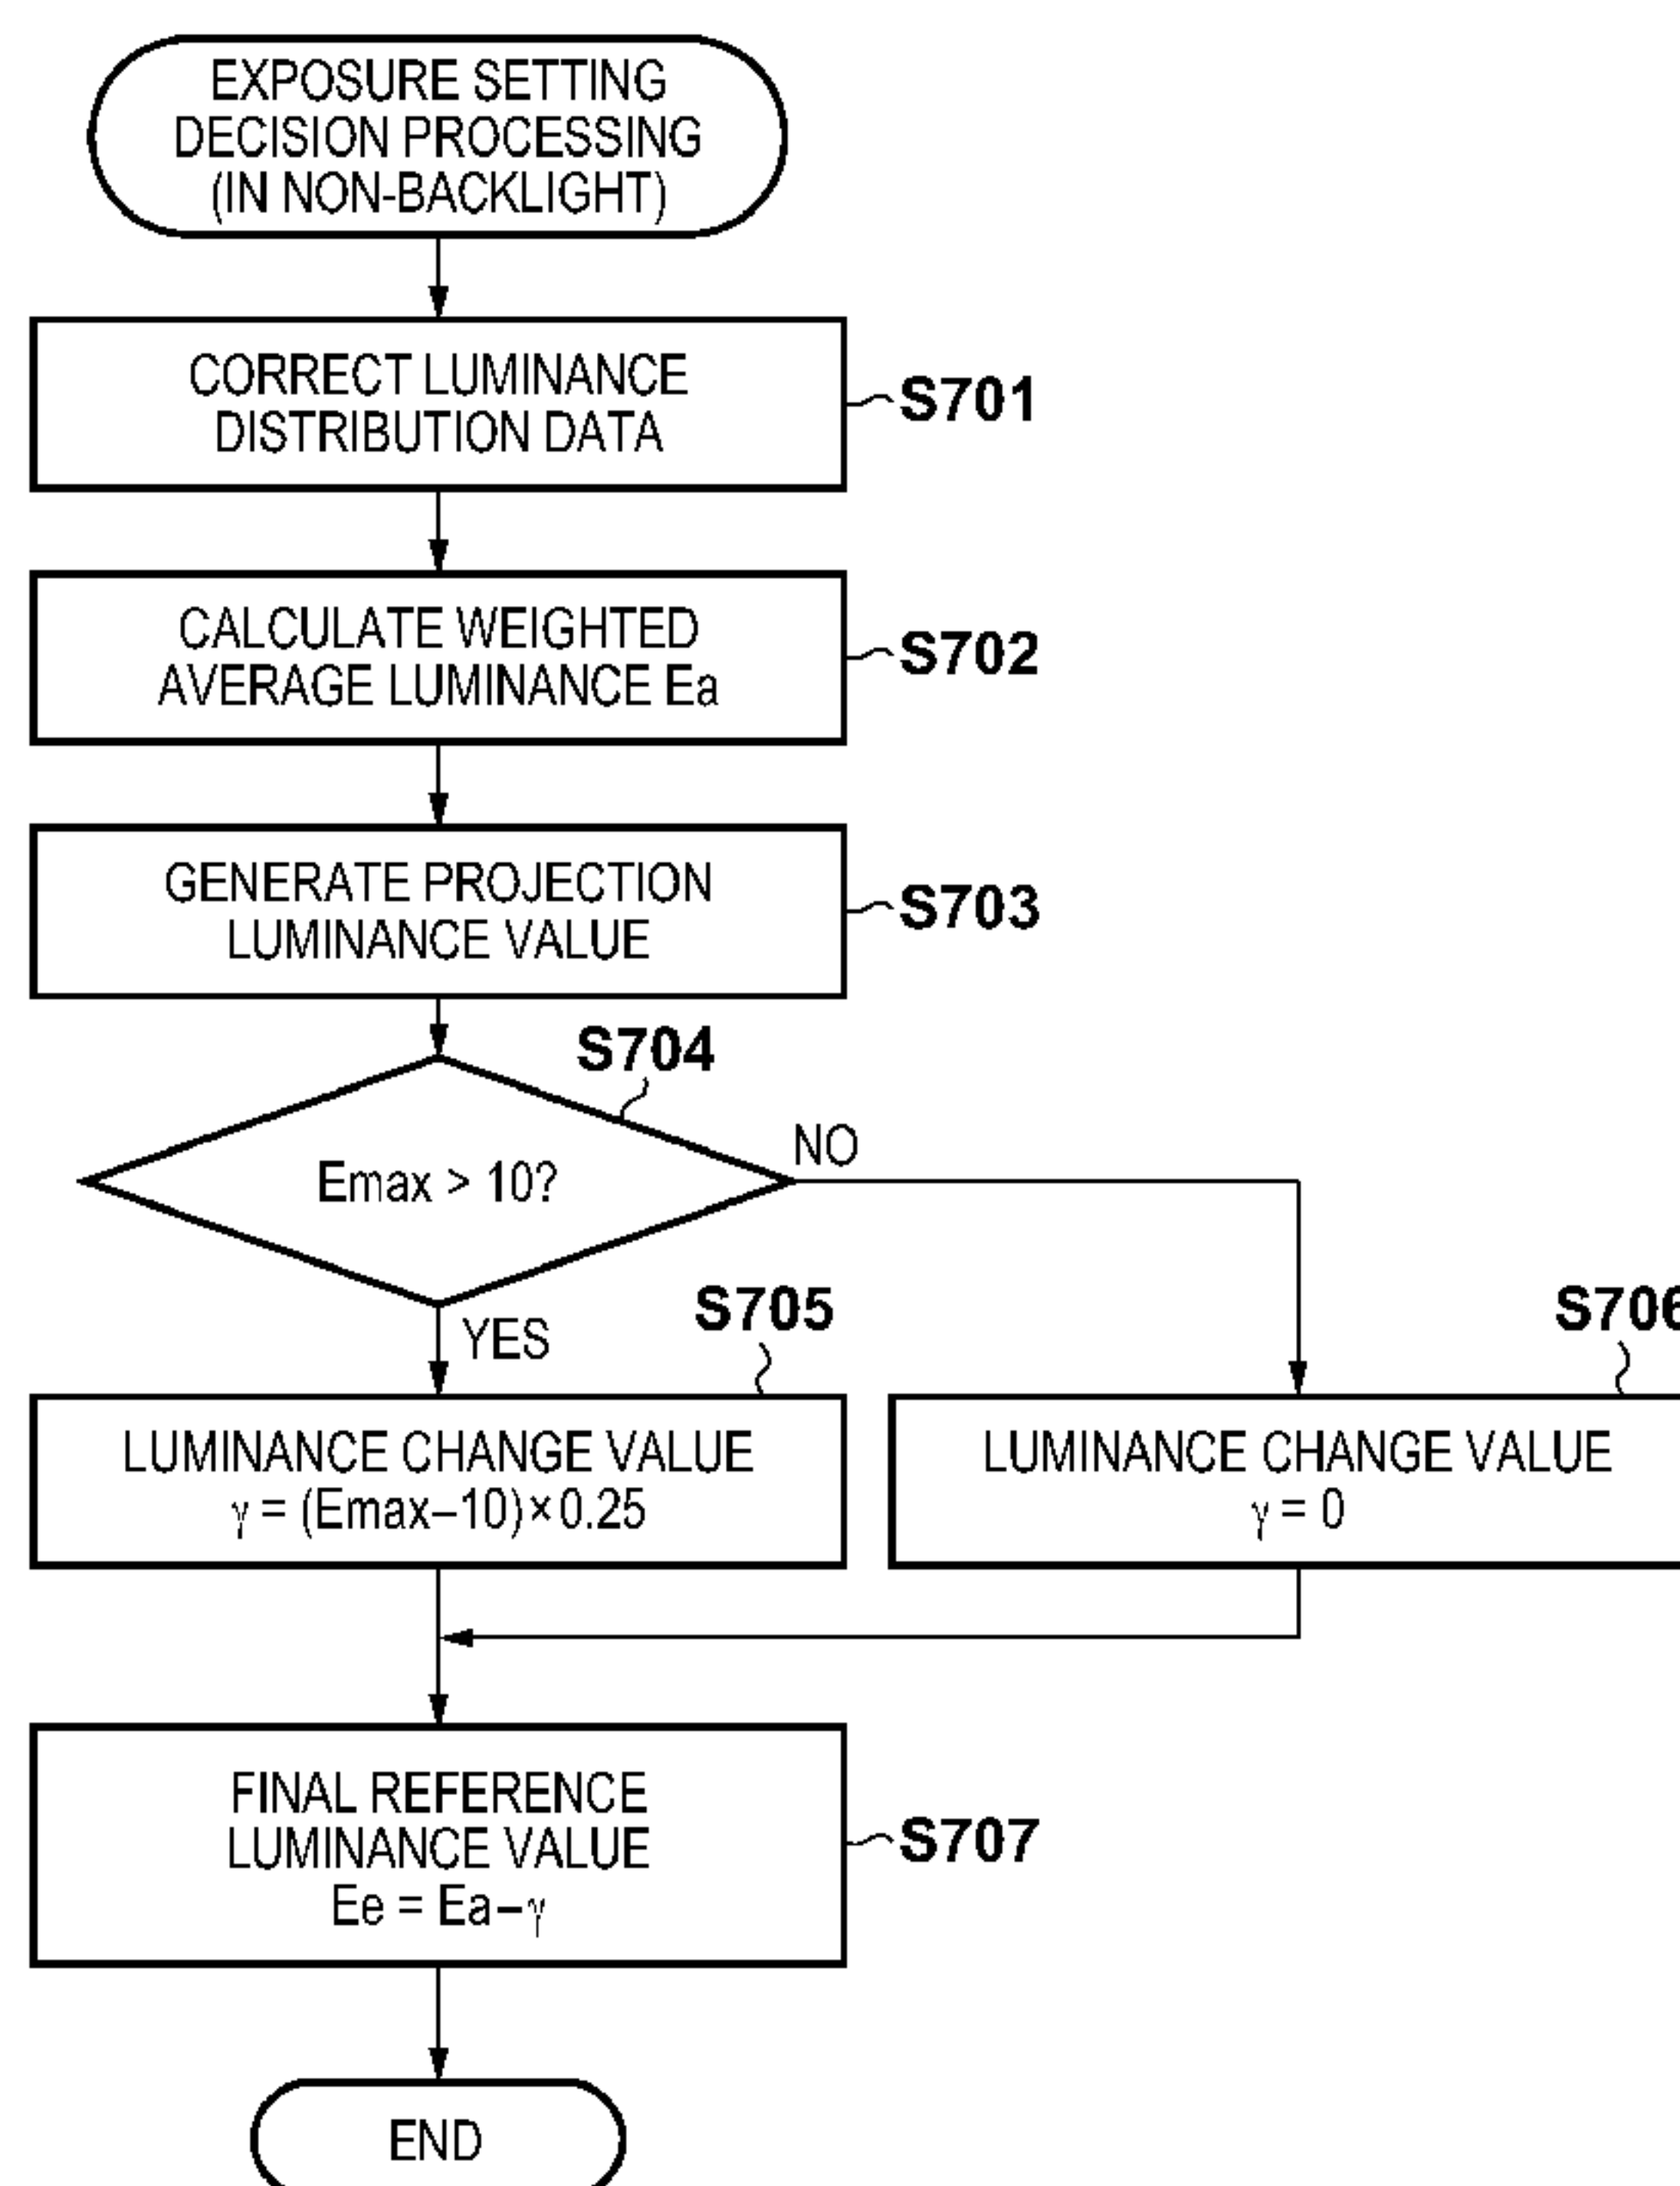 EXPOSURE SETTING
DECISION PROCESSING
(IN NON-BACKLIGHT)
CORRECT LUMINANCE
DISTRIBUTION DATA
S701
CALCULATE WEIGHTED
AVERAGE LUMINANCE Ea
S702
GENERATE PROJECTION
LUMINANCE VALUE
S703
S704
Emax > 10?
NO
YES
S705
LUMINANCE CHANGE VALUE
γ = (Emax–10)×0.25
S706
LUMINANCE CHANGE VALUE
γ = 0
FINAL REFERENCE
LUMINANCE VALUE
Ee = Ea–γ
S707
END